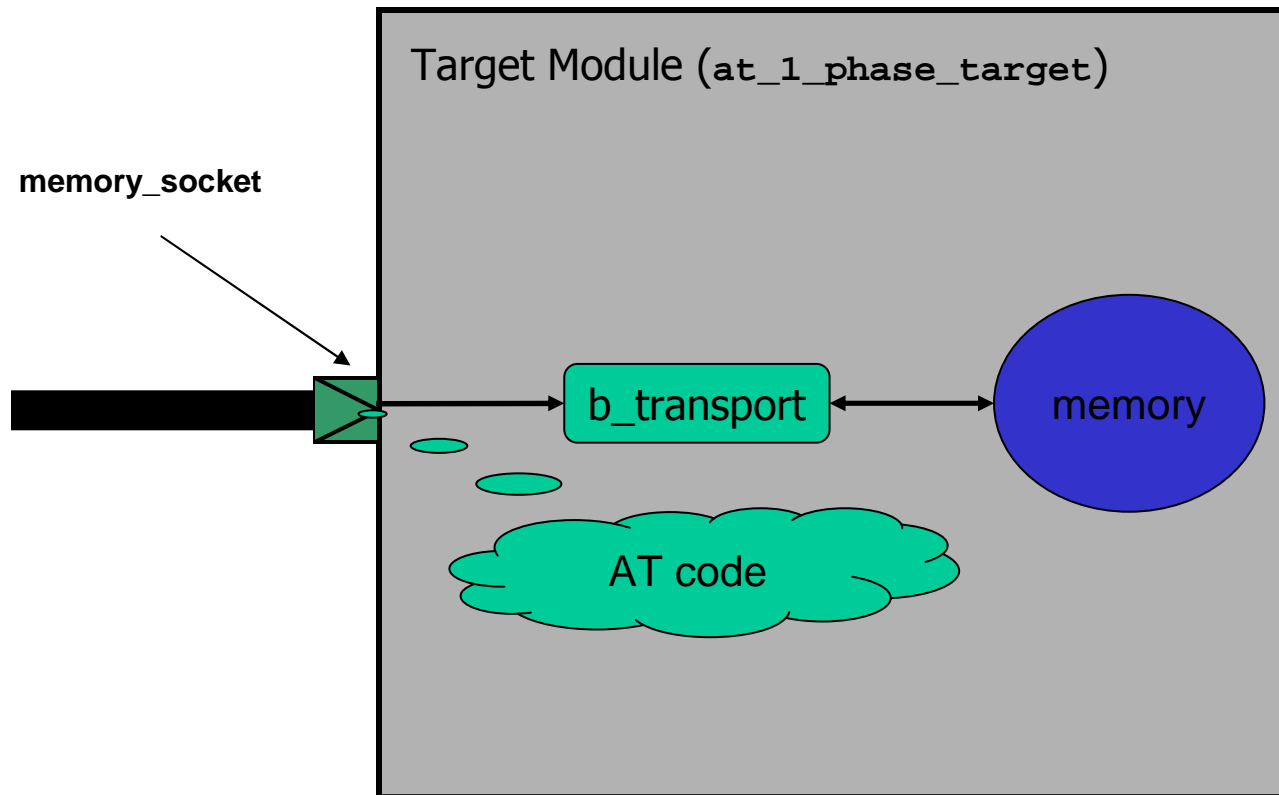 Target Module (at_1_phase_target)
memory_socket
b_transport
memory
AT code